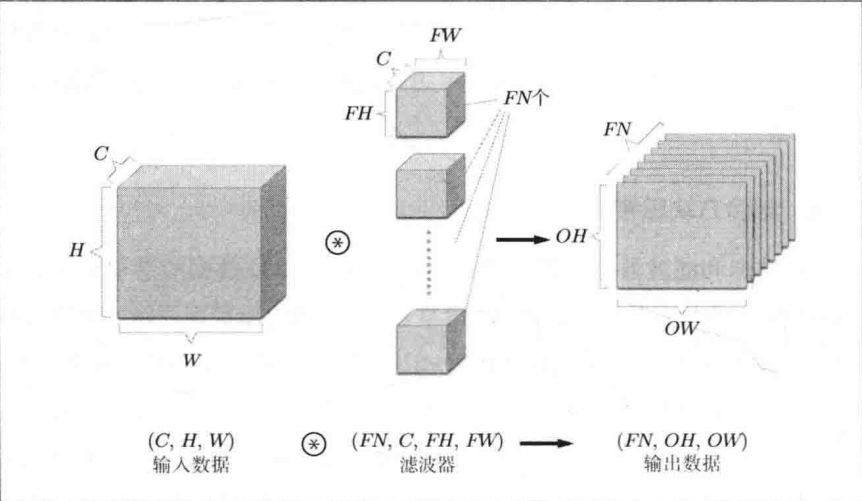 FW
C
FH
FN个
C
H
W
⊛
FN
OH
OW
(C, H, W) ⊛ (FN, C, FH, FW) → (FN, OH, OW)
输入数据 滤波器 输出数据